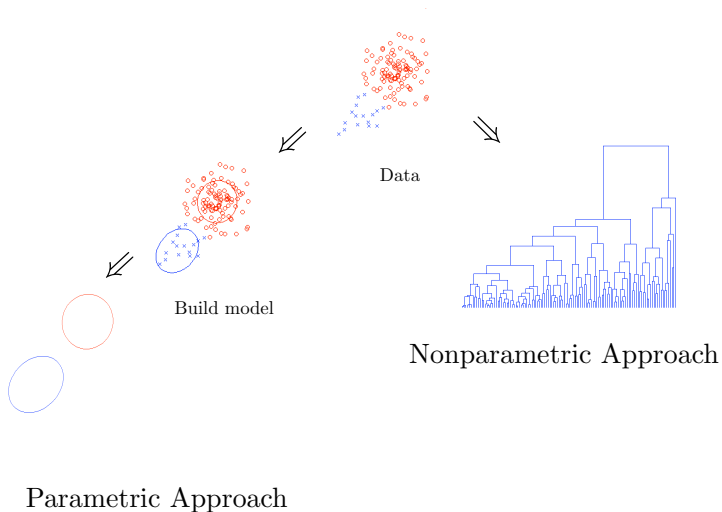 Data
Build model
Nonparametric Approach
Parametric Approach